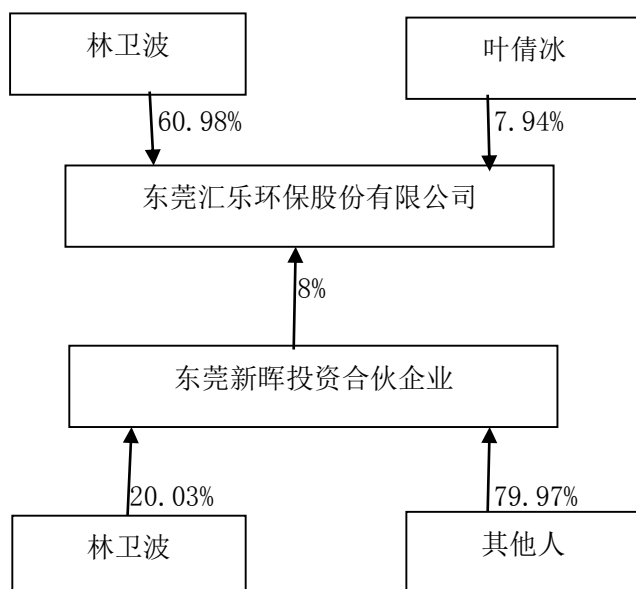 林卫波
叶倩冰
60.98%
7.94%
东莞汇乐环保股份有限公司
8%
东莞新晖投资合伙企业
20.03%
79.97%
林卫波
其他人